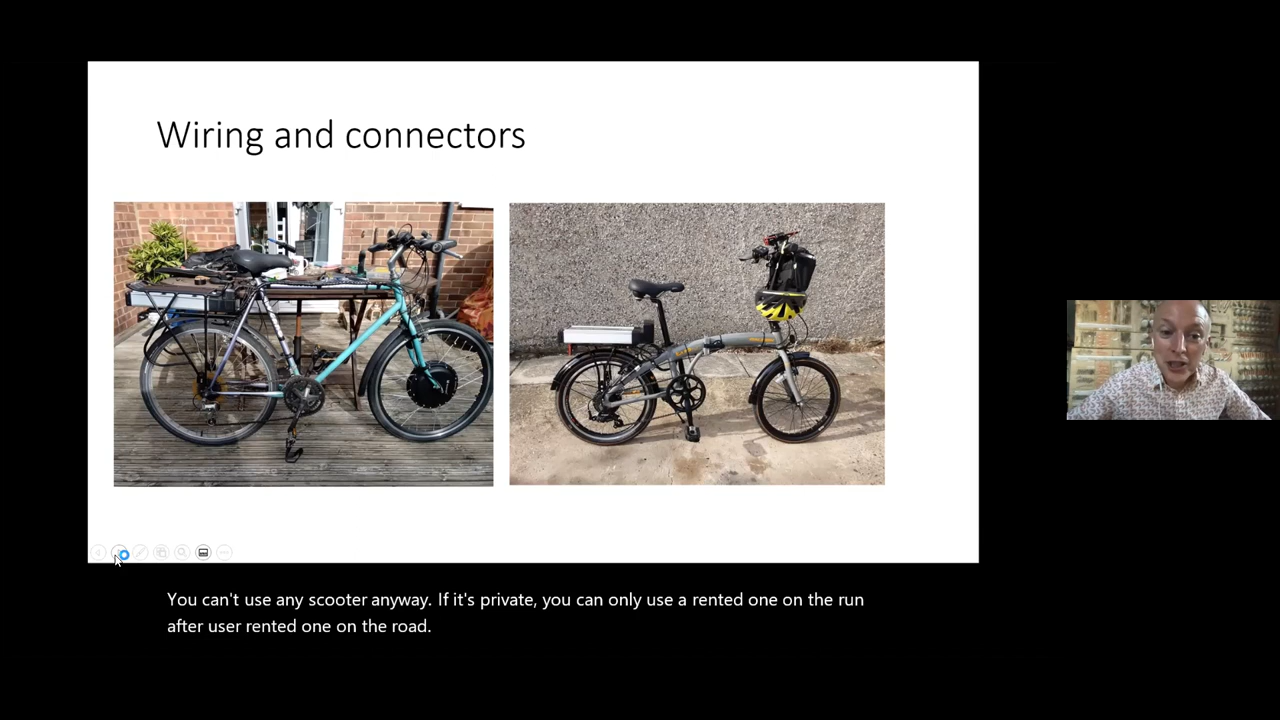 Wiring and connectors
You can't use any scooter anyway. If it's private, you can only use a rented one on the run
after user rented one on the road.